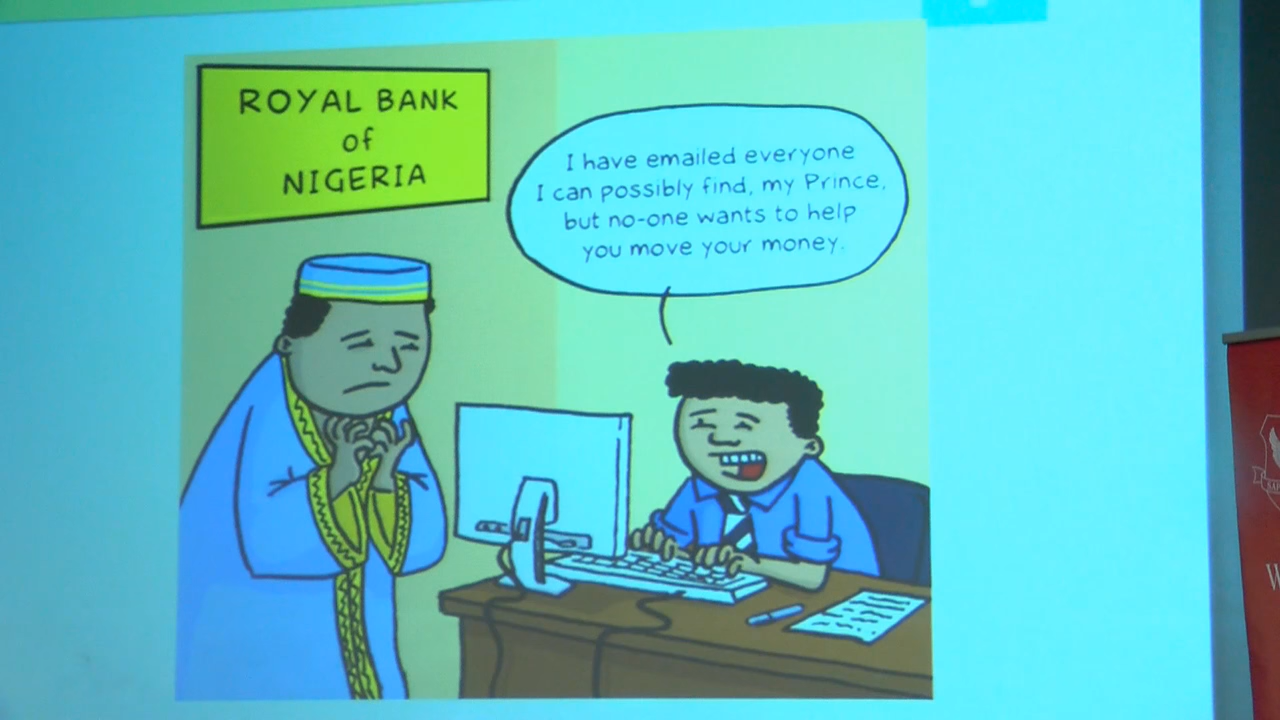 ROYAL BANK
of
NIGERIA
I have emailed everyone
I can possibly find, my Prince,
but no-one wants to help
you move your money.